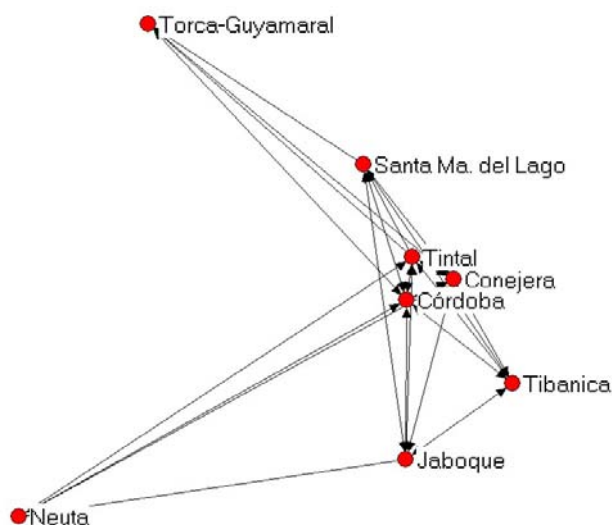 Torca-Guyamaral
Santa Ma. del Lago
Tintal
Conejera
Córdoba
Tibanica
Jaboque
Neuta